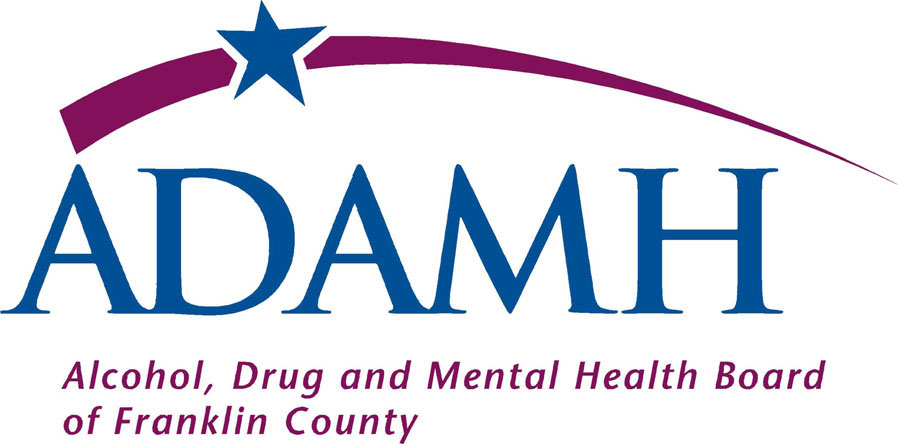 ADAMH
Alcohol, Drug and Mental Health Board
of Franklin County